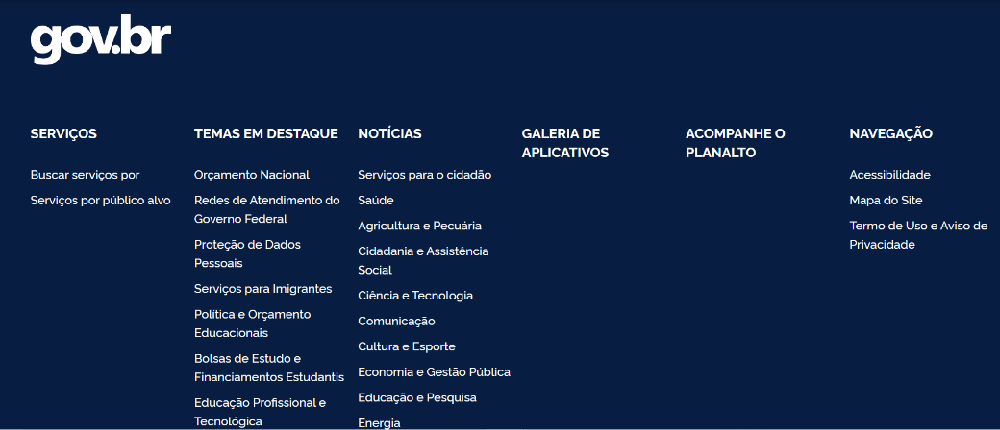 gov.br
SERVIÇOS
Buscar serviços por
Serviços por público alvo
TEMAS EM DESTAQUE
Orçamento Nacional
Redes de Atendimento do
Governo Federal
Proteção de Dados
Pessoais
Serviços para Imigrantes
Política e Orçamento
Educacionais
Bolsas de Estudo e
Financiamentos Estudantis
Educação Profissional e
Tecnológica
NOTÍCIAS
Serviços para o cidadão
Saúde
Agricultura e Pecuária
Cidadania e Assistência
Social
Ciência e Tecnologia
Comunicação
Cultura e Esporte
Economia e Gestão Pública
Educação e Pesquisa
Energia
GALERIA DE
APLICATIVOS
ACOMPANHE O
PLANALTO
NAVEGAÇÃO
Acessibilidade
Mapa do Site
Termo de Uso e Aviso de
Privacidade